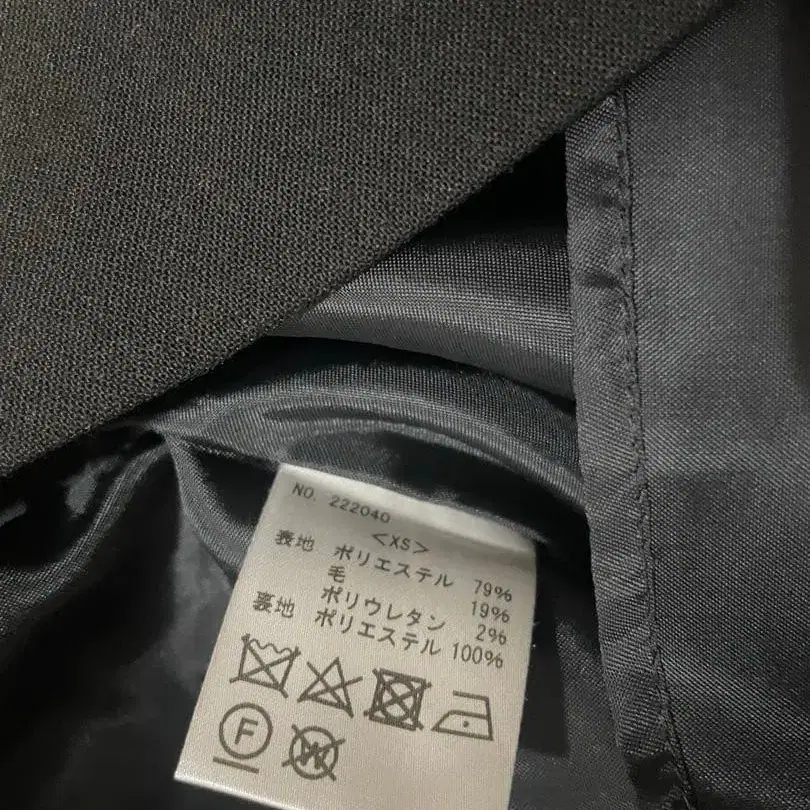 NO. 222040
<XS>
表地 ポリエステル 79%
毛 19%
ポリウレタン 2%
裏地 ポリエステル 100%
F
W